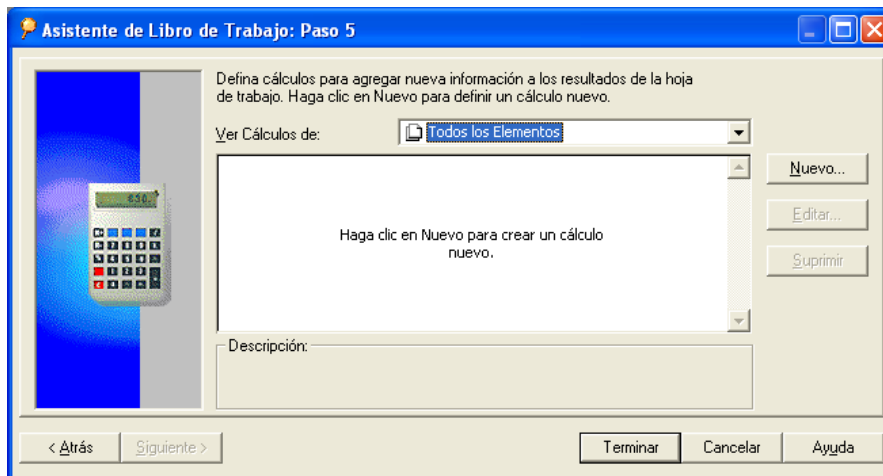 Asistente de Libro de Trabajo: Paso 5
Defina cálculos para agregar nueva información a los resultados de la hoja
de trabajo. Haga clic en Nuevo para definir un cálculo nuevo.
Ver Cálculos de:
Todos los Elementos
Nuevo...
Haga clic en Nuevo para crear un cálculo
nuevo.
Editar...
Suprimir
Descripción:
< Atrás
Siguiente >
Terminar
Cancelar
Ayuda